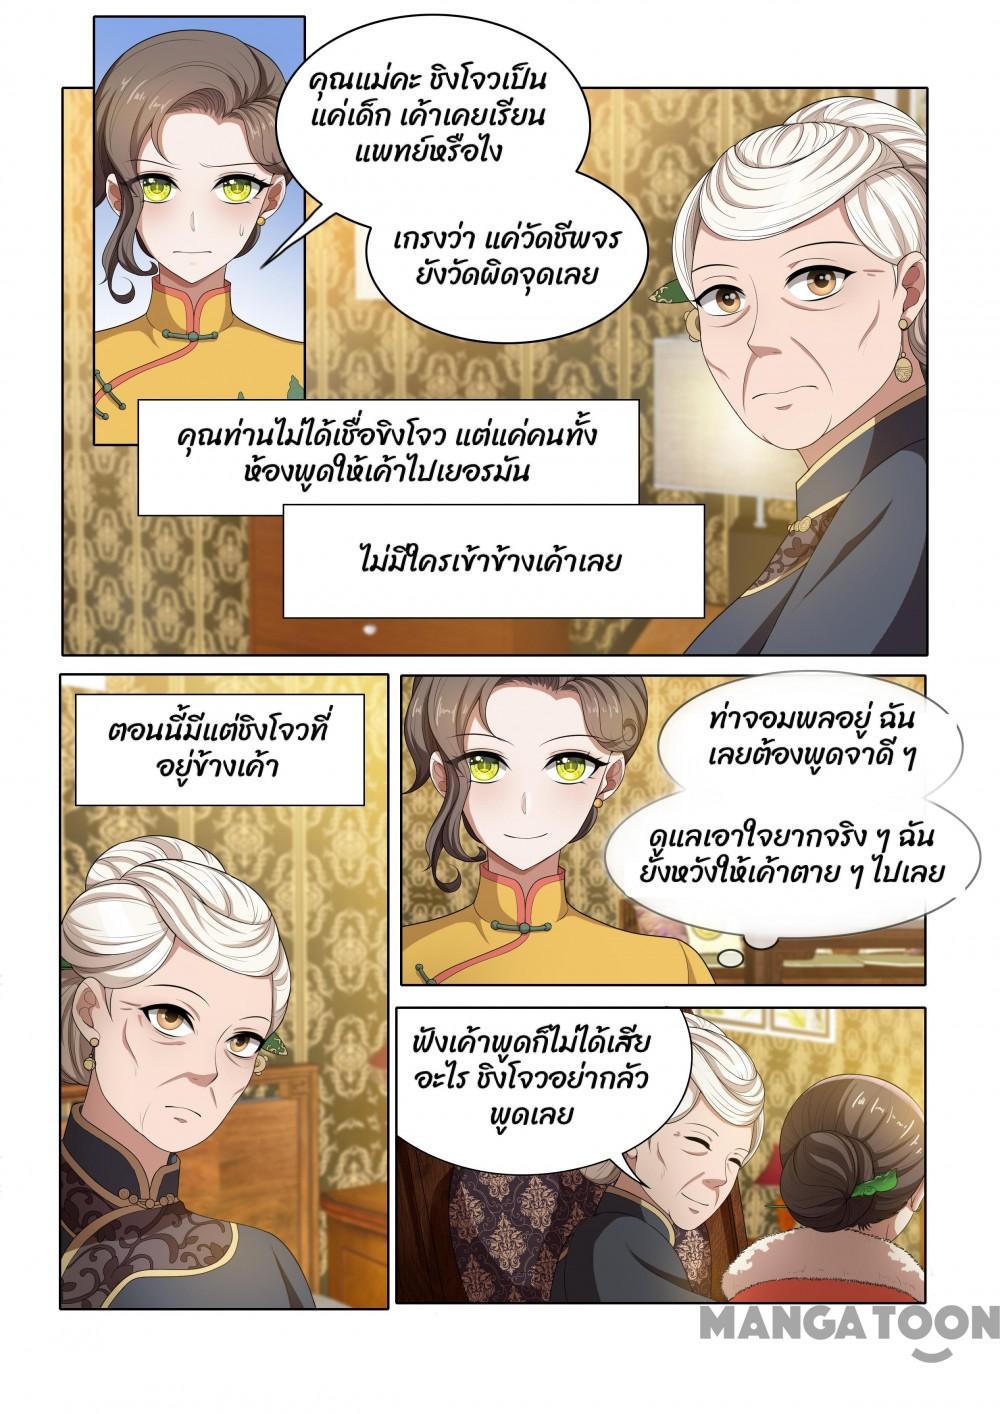 คุณแม่คะ ชิงโจวเป็น
แค่เด็ก เค้าเคยเรียน
แพทย์หรือไง
เกรงว่า แค่วัดชีพจร
ยังวัดผิดจุดเลย
คุณท่านไม่ได้เชื่อขิงโจว แต่แค่คนทั้ง
ห้องพูดให้เค้าไปเยอรมัน
ไม่มีใครเข้าข้างเค้าเลย
ตอนนี้มีแต่ชิงโจวที่
อยู่ข้างเค้า
ท่าจอมพลอยู่ ฉัน
เลยต้องพูดจาดี ๆ
ดูแลเอาใจยากจริง ๆ ฉัน
ยังหวังให้เค้าตาย ๆ ไปเลย
ฟังเค้าพูดก็ไม่ได้เสีย
อะไร ชิงโจวอย่ากลัว
พูดเลย
MANGATOON